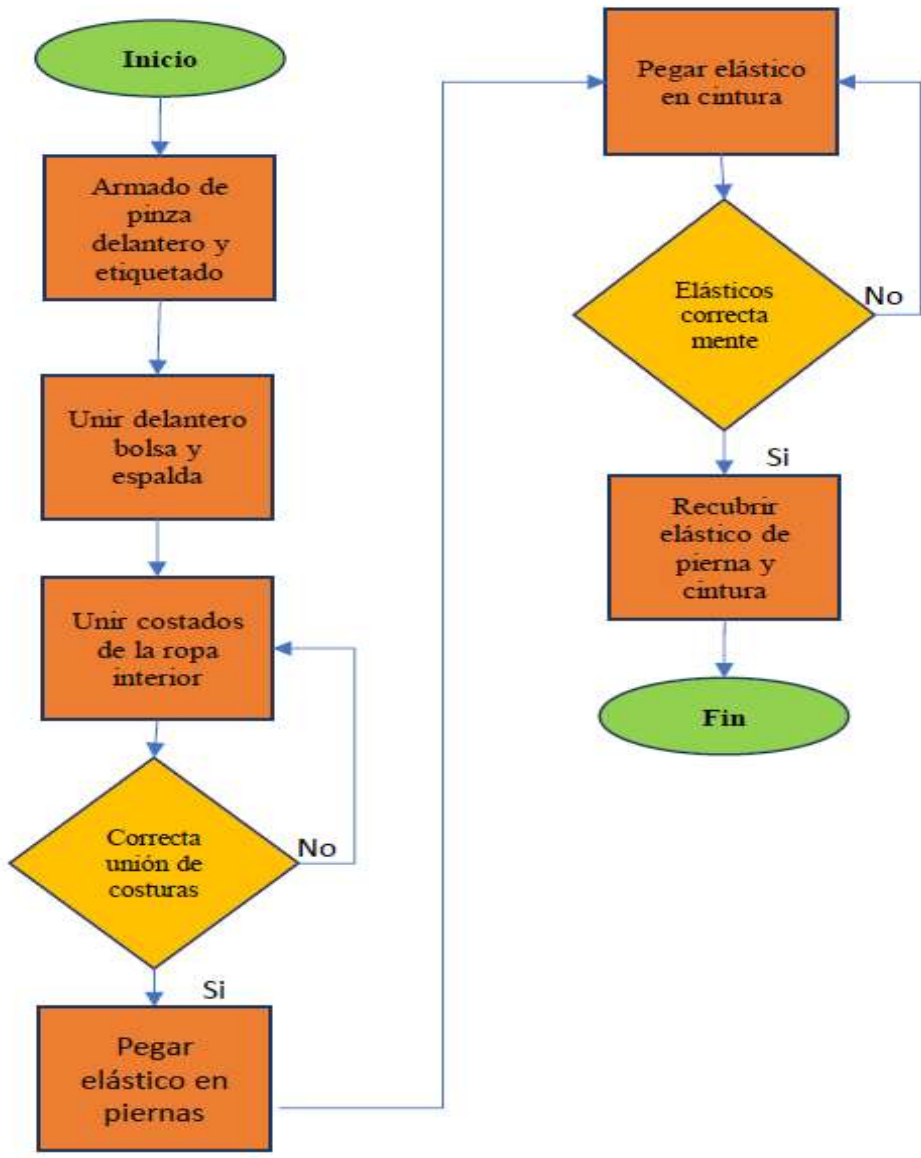 Inicio
Armado de
pinza
delantero y
etiquetado
Unir delantero
bolsa y
espalda
Unir costados
de la ropa
interior
Correcta
unión de
costuras
No
Si
Pegar
elástico en
piernas
Pegar elástico
en cintura
Elásticos
correcta
mente
No
Si
Recubrir
elástico de
pierna y
cintura
Fin